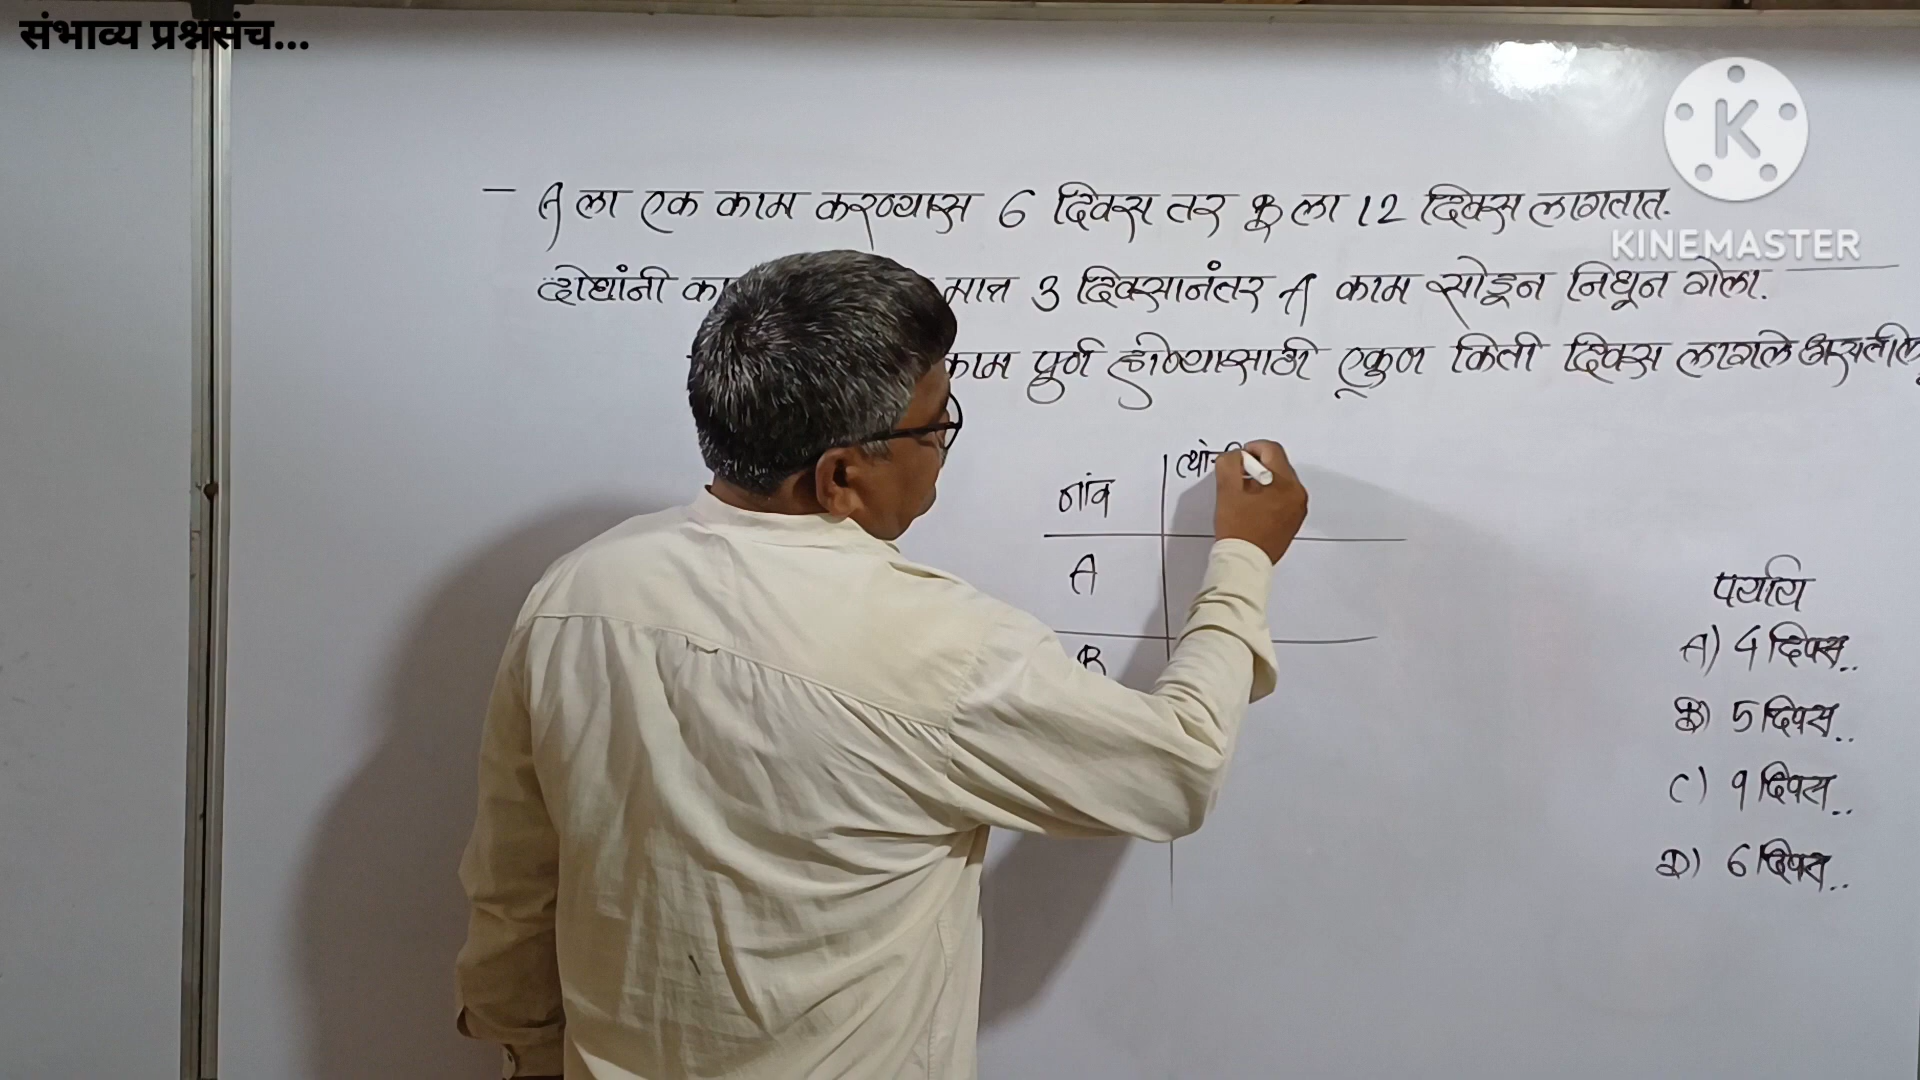 संभाव्य प्रश्नसंच...
KINEMASTER
- A ला एक काम करण्यास 6 दिवस तर B ला 12 दिवस लागतात.
दोघांनी का मात्र 3 दिवसानंतर A काम सोडून निघून गेला.
काम पूर्ण होण्यासाठी एकुण किती दिवस लागले असतील
नांव
A
B
पर्याय
A) 4 दिवस..
B) 5 दिवस..
C) 9 दिवस..
D) 6 दिवस..